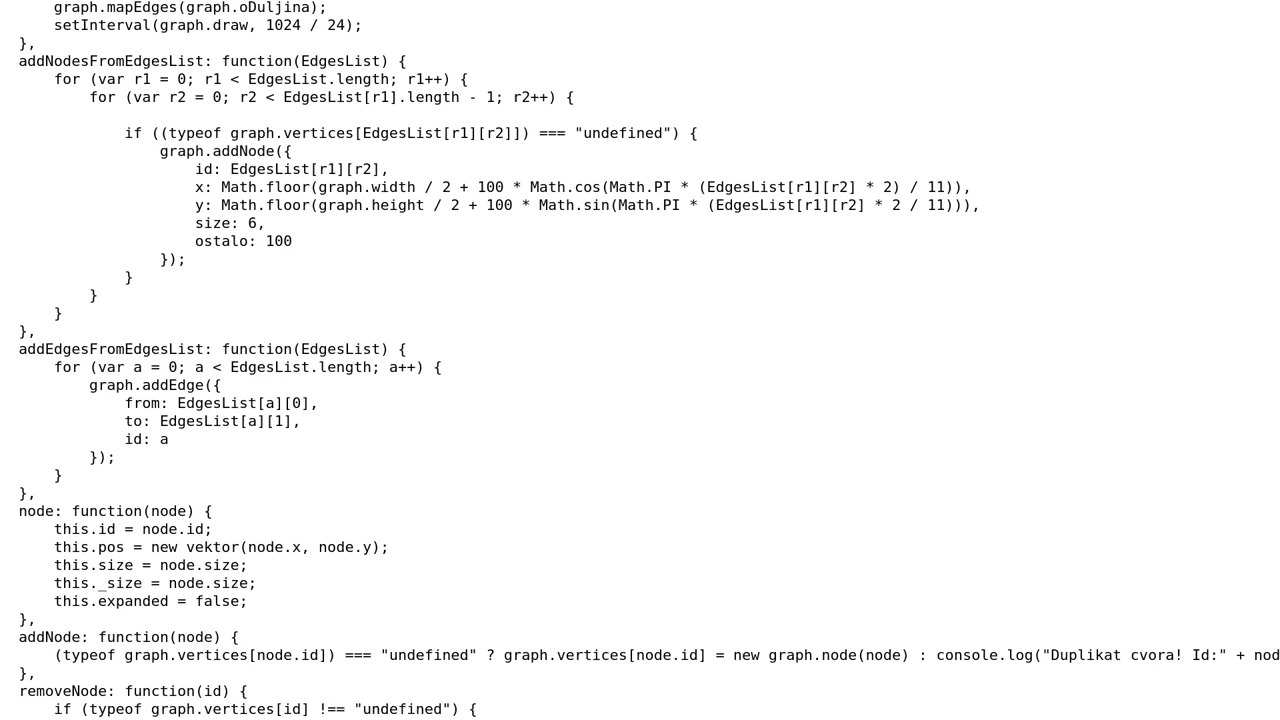 graph.mapEdges(graph.oDuljina);
setInterval(graph.draw, 1024 / 24);
},
addNodesFromEdgesList: function(EdgesList) {
for (var r1 = 0; r1 < EdgesList.length; r1++) {
for (var r2 = 0; r2 < EdgesList[r1].length - 1; r2++) {
if ((typeof graph.vertices[EdgesList[r1][r2]]) === "undefined") {
graph.addNode({
id: EdgesList[r1][r2],
x: Math.floor(graph.width / 2 + 100 * Math.cos(Math.PI * (EdgesList[r1][r2] * 2) / 11)),
y: Math.floor(graph.height / 2 + 100 * Math.sin(Math.PI * (EdgesList[r1][r2] * 2 / 11))),
size: 6,
ostalo: 100
});
}
}
}
},
addEdgesFromEdgesList: function(EdgesList) {
for (var a = 0; a < EdgesList.length; a++) {
graph.addEdge({
from: EdgesList[a][0],
to: EdgesList[a][1],
id: a
});
}
},
node: function(node) {
this.id = node.id;
this.pos = new vektor(node.x, node.y);
this.size = node.size;
this._size = node.size;
this.expanded = false;
},
addNode: function(node) {
(typeof graph.vertices[node.id]) === "undefined" ? graph.vertices[node.id] = new graph.node(node) : console.log("Duplikat cvora! Id:" + nod
},
removeNode: function(id) {
if (typeof graph.vertices[id] !== "undefined") {